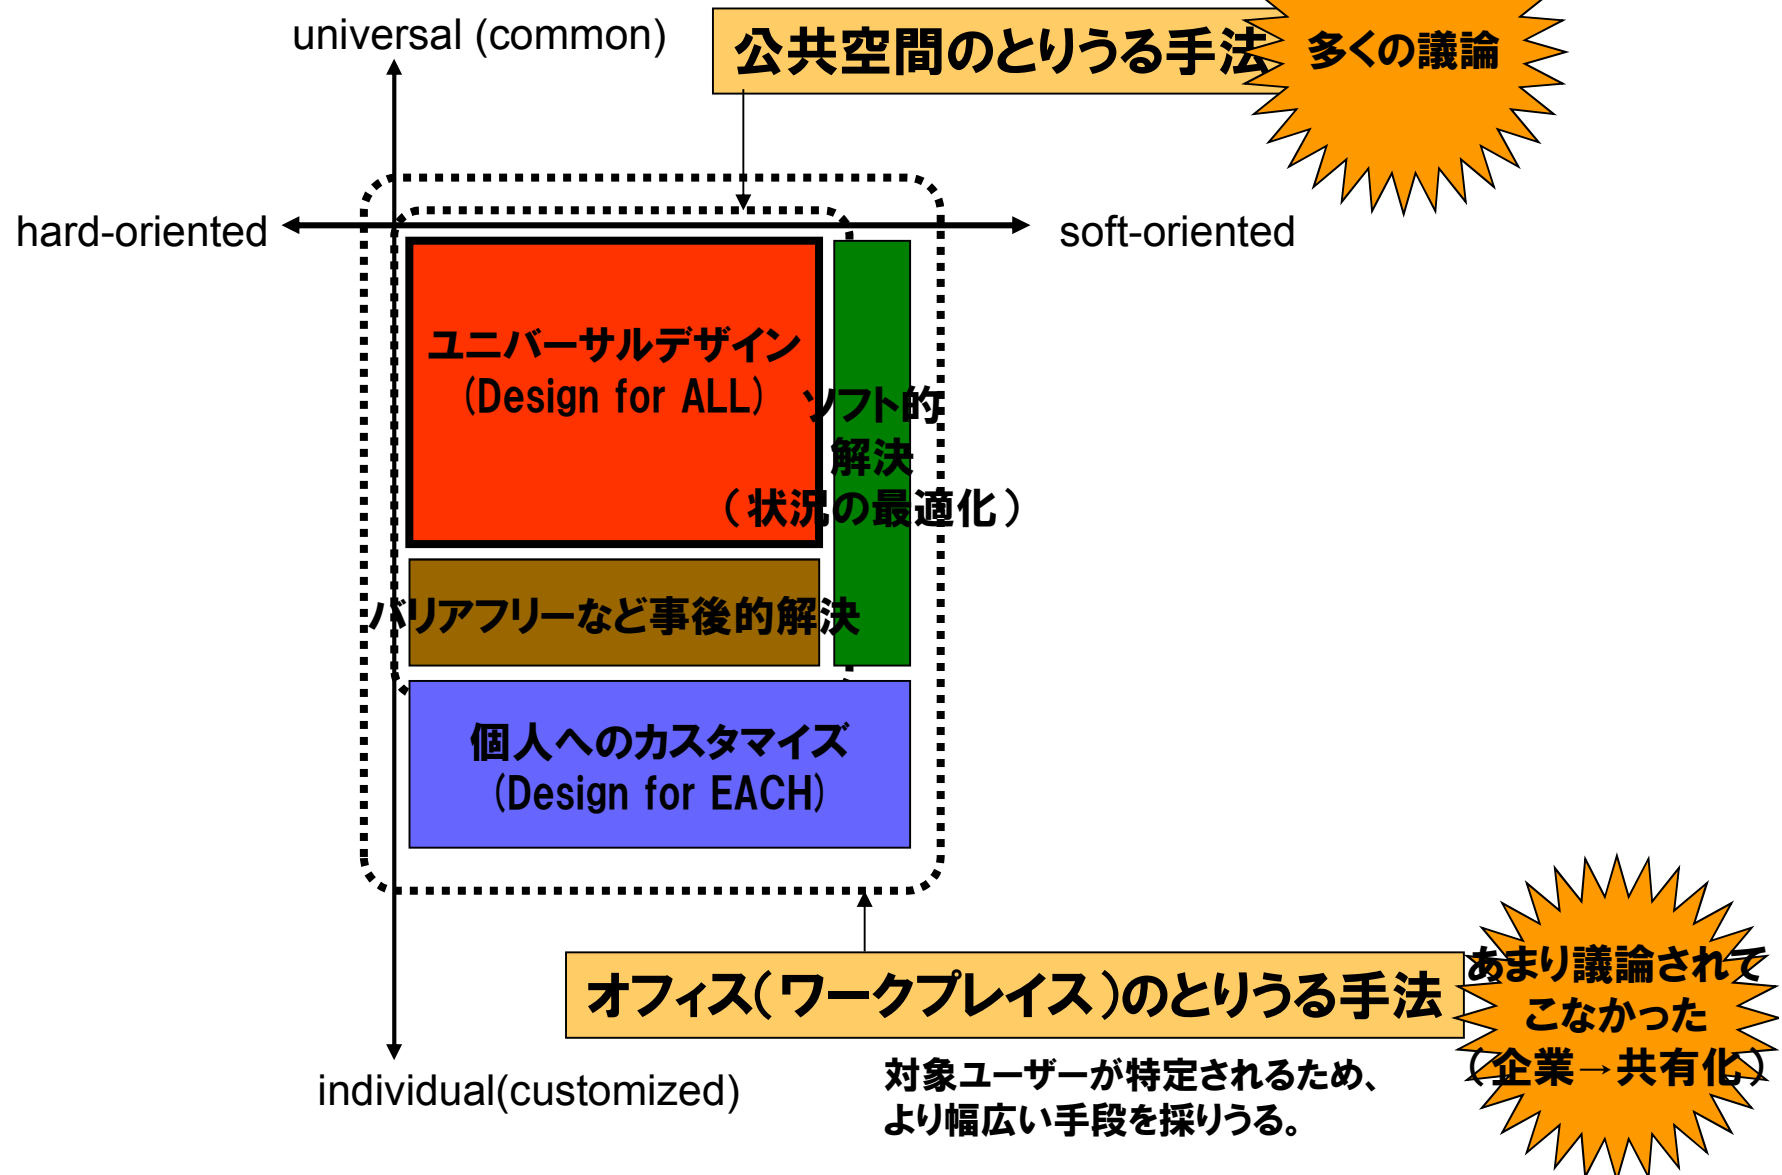 universal (common)
公共空間のとりうる手法
多くの議論
hard-oriented
soft-oriented
ユニバーサルデザイン
(Design for ALL)
ソフト的
解決
(状況の最適化)
バリアフリーなど事後的解決
個人へのカスタマイズ
(Design for EACH)
オフィス(ワークプレイス)のとりうる手法
あまり議論されて
こなかった
(企業→共有化)
individual(customized)
対象ユーザーが特定されるため、
より幅広い手段を採りうる。